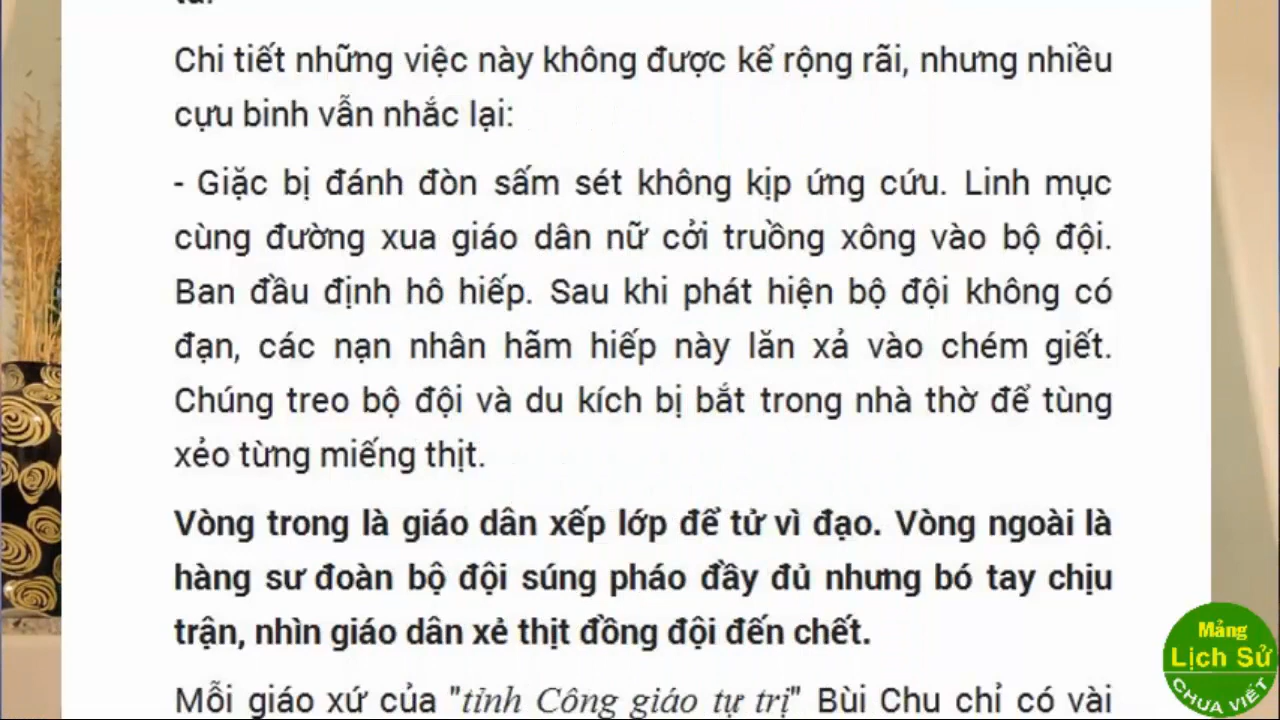 Chi tiết những việc này không được kể rộng rãi, nhưng nhiều
cựu binh vẫn nhắc lại:
- Giặc bị đánh đòn sấm sét không kịp ứng cứu. Linh mục
cùng đường xua giáo dân nữ cởi truồng xông vào bộ đội.
Ban đầu định hô hiếp. Sau khi phát hiện bộ đội không có
đạn, các nạn nhân hãm hiếp này lăn xả vào chém giết.
Chúng treo bộ đội và du kích bị bắt trong nhà thờ để tùng
xẻo từng miếng thịt.
Vòng trong là giáo dân xếp lớp để tử vì đạo. Vòng ngoài là
hàng sư đoàn bộ đội súng pháo đầy đủ nhưng bó tay chịu
trận, nhìn giáo dân xẻ thịt đồng đội đến chết.
Mỗi giáo xứ của "tỉnh Công giáo tự trị" Bùi Chu chỉ có vài
Mảng
Lịch Sử
CHƯA VIẾT